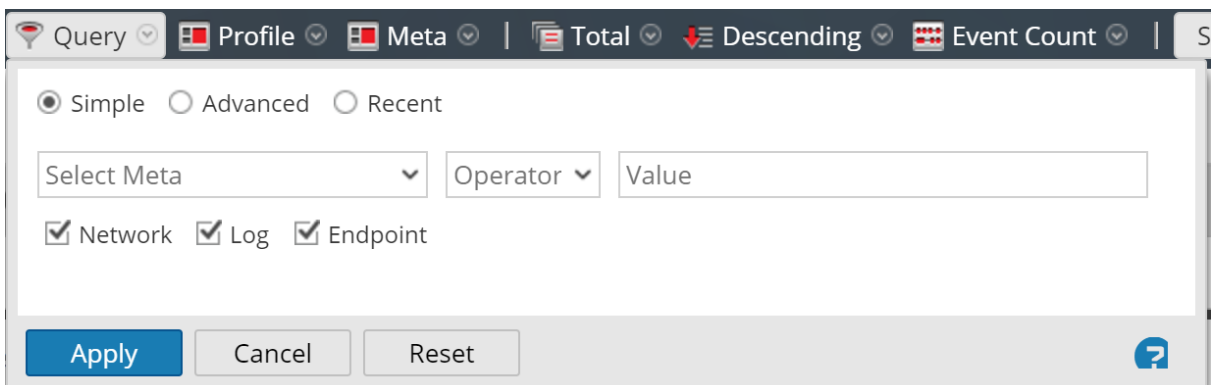 Query Profile Meta | Total Descending Event Count | S
Simple Advanced Recent
Select Meta Operator Value
Network Log Endpoint
Apply Cancel Reset ?